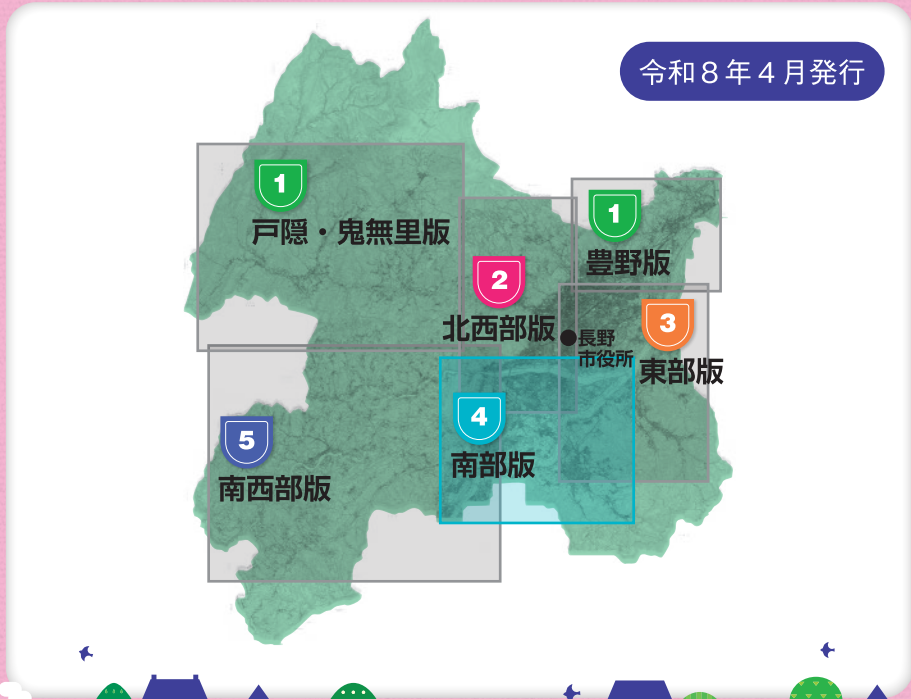 令和８年４月発行
1
戸隠・鬼無里版
1
豊野版
2
北西部版
長野
市役所
3
東部版
4
南部版
5
南西部版